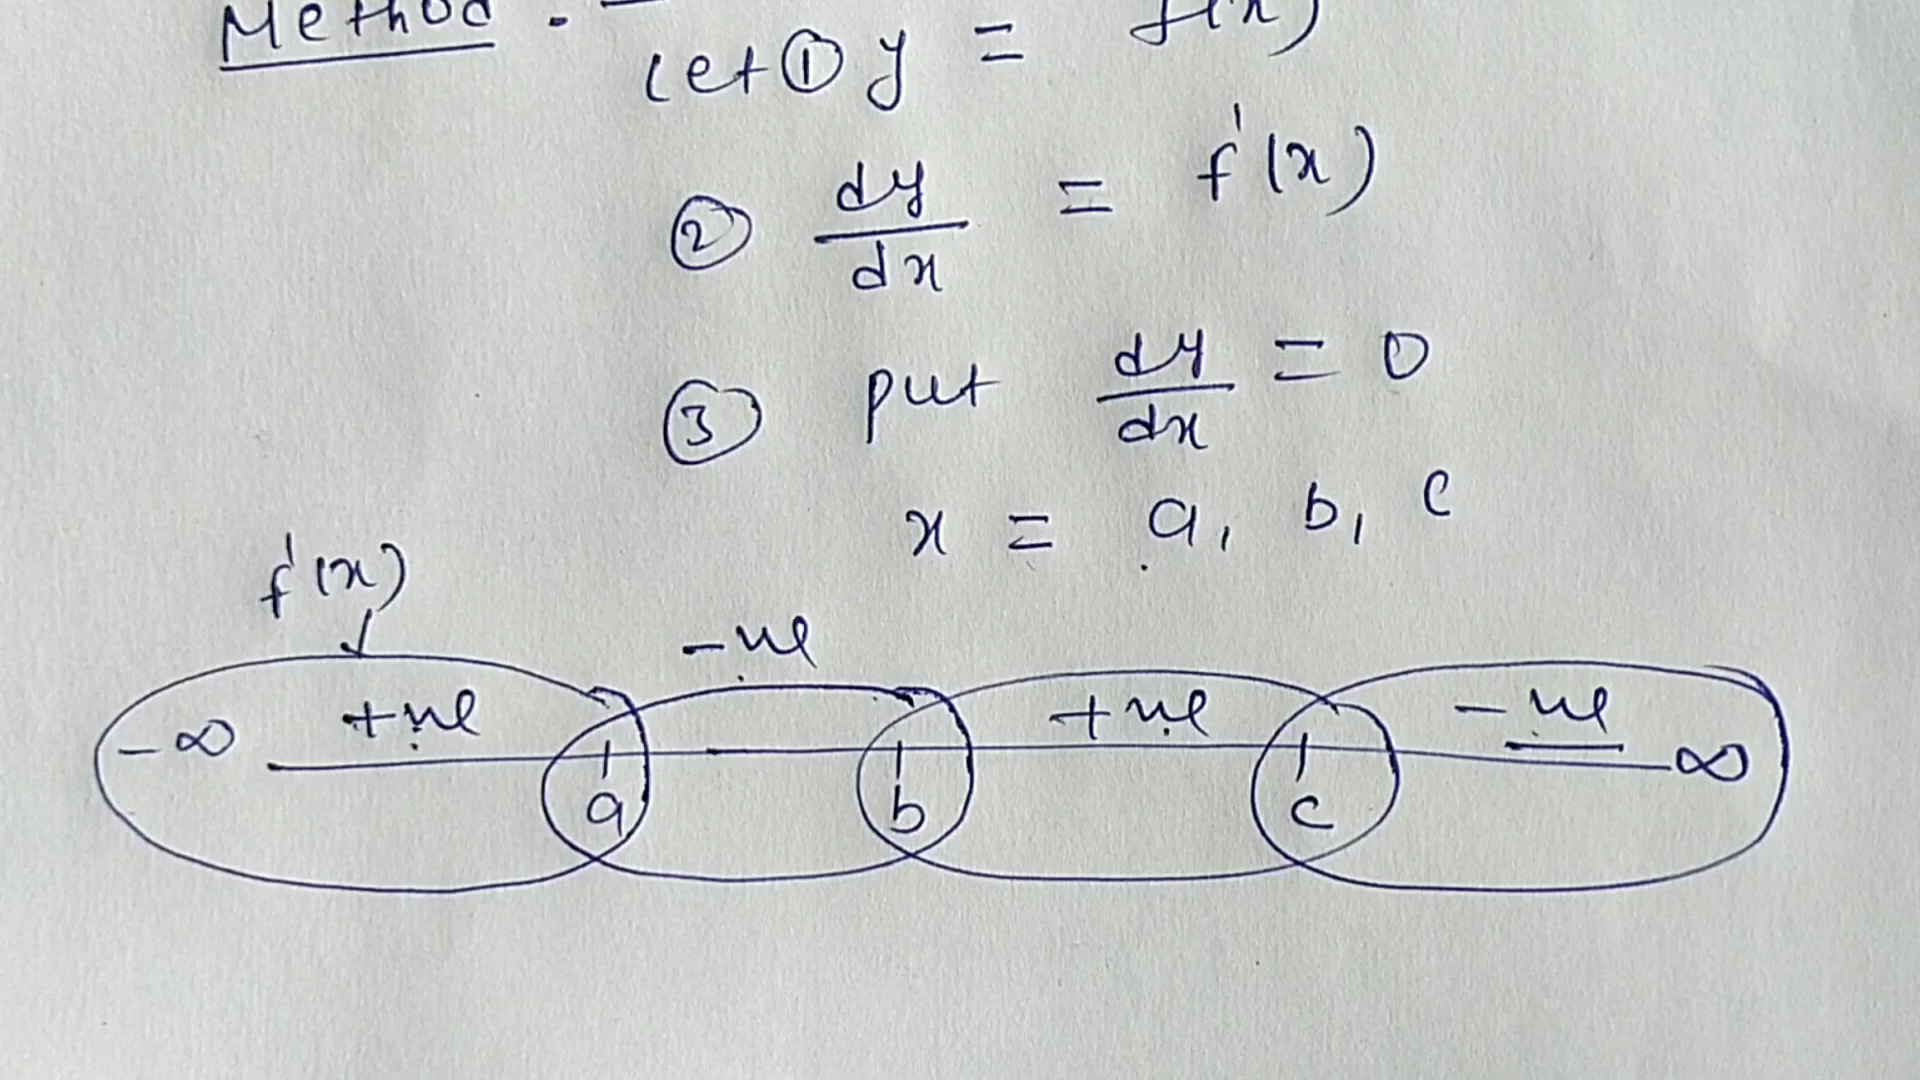 Method :-
Let ① y = f(x)
② dy/dx = f'(x)
③ put dy/dx = 0
x = a, b, c
f'(x)
-ve
-∞ +ve +ve -ve ∞
a b c